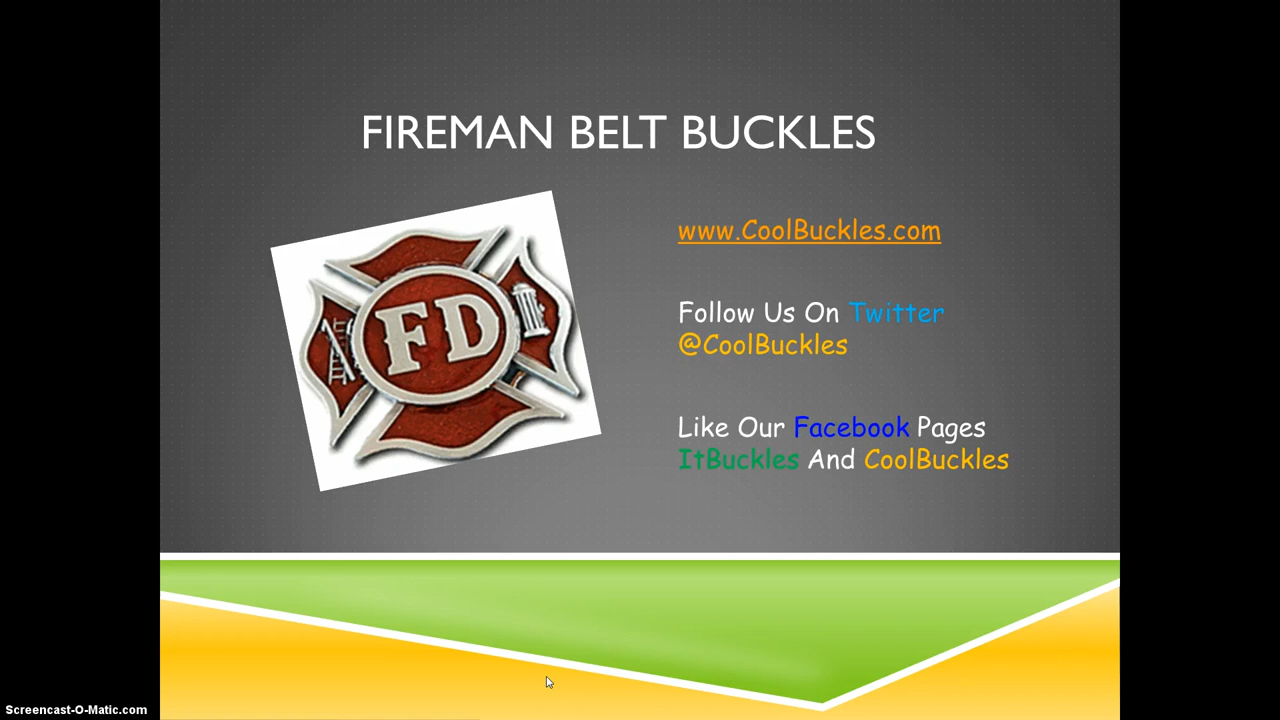 FIREMAN BELT BUCKLES
FD
www.CoolBuckles.com
Follow Us On Twitter
@CoolBuckles
Like Our Facebook Pages
ItBuckles And CoolBuckles
Screencast-O-Matic.com